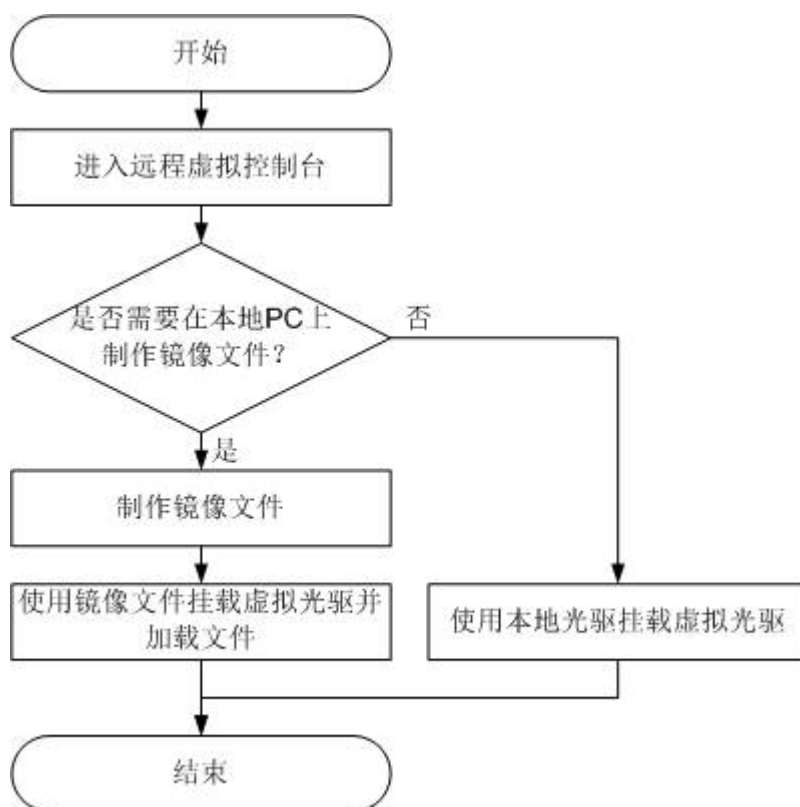 开始
进入远程虚拟控制台
是否需要在本地PC上
制作镜像文件？
否
是
制作镜像文件
使用镜像文件挂载虚拟光驱并
加载文件
使用本地光驱挂载虚拟光驱
结束